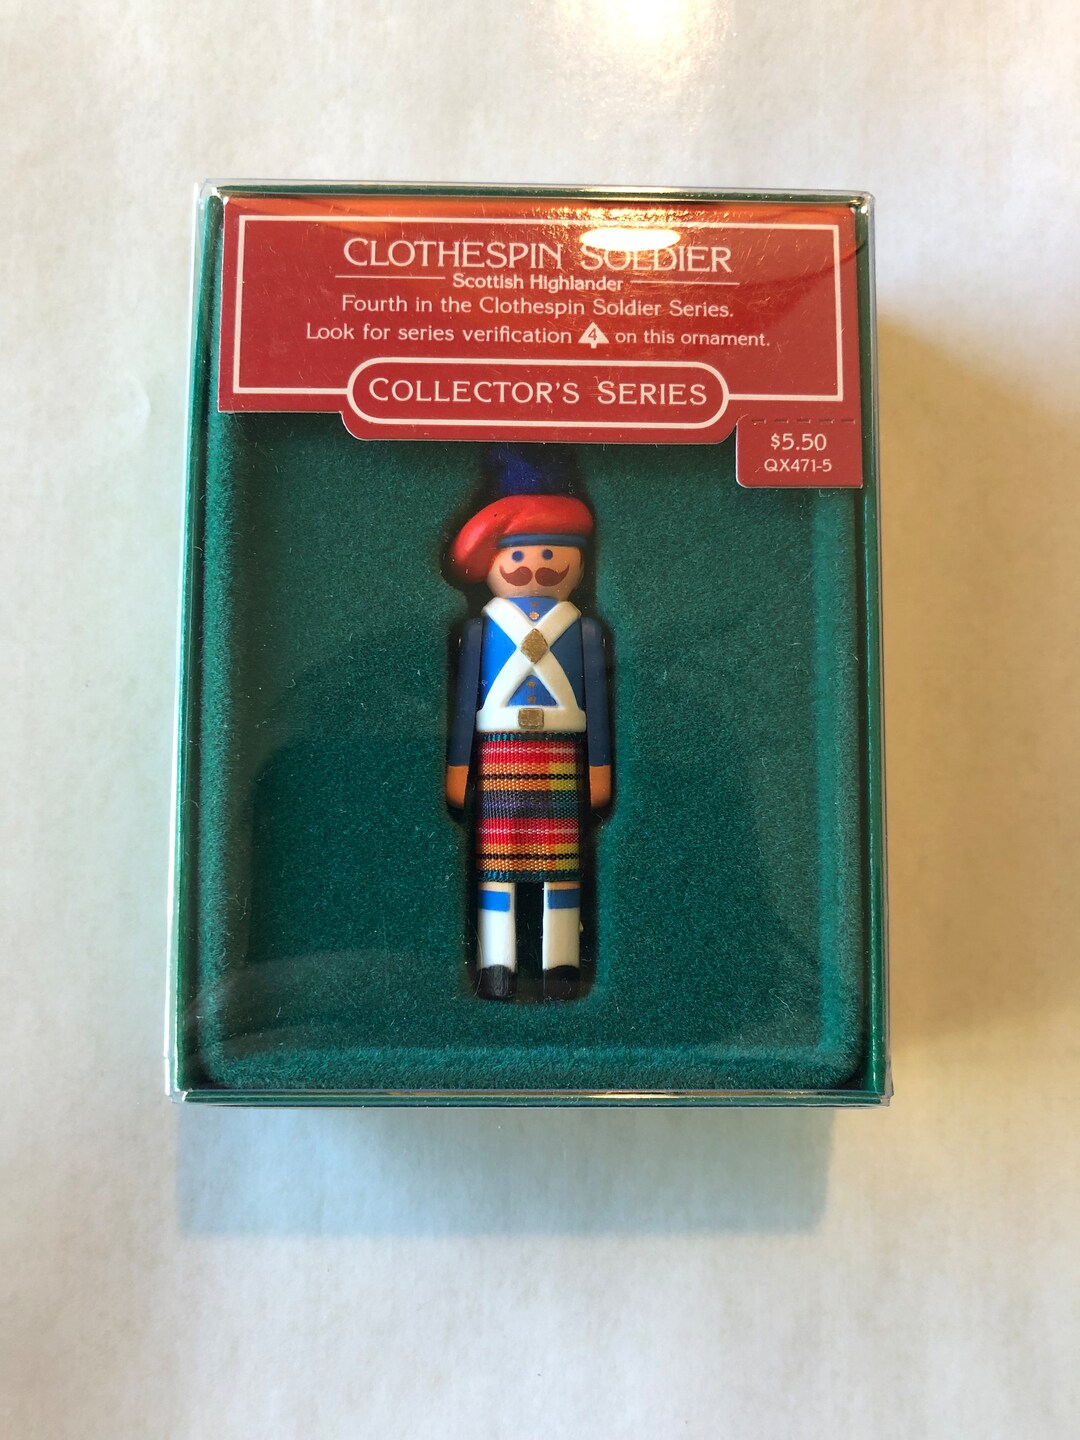 CLOTHESPIN SOLDIER
Scottish Highlander
Fourth in the Clothespin Soldier Series.
Look for series verification 4 on this ornament.
COLLECTOR'S SERIES
$5.50
QX471-5